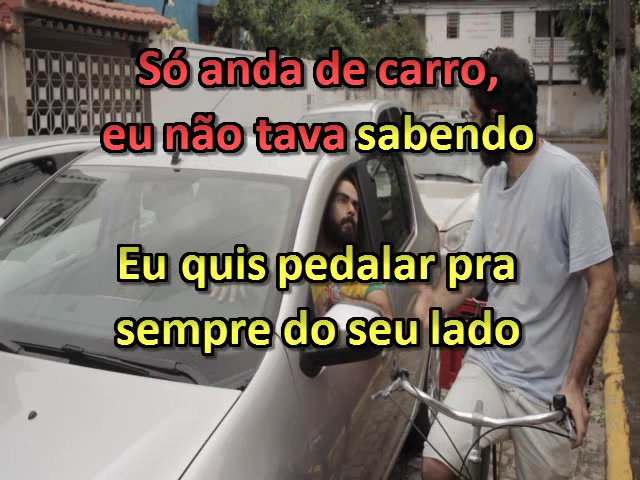 Só anda de carro,
eu não tava sabendo
Eu quis pedalar pra
sempre do seu lado